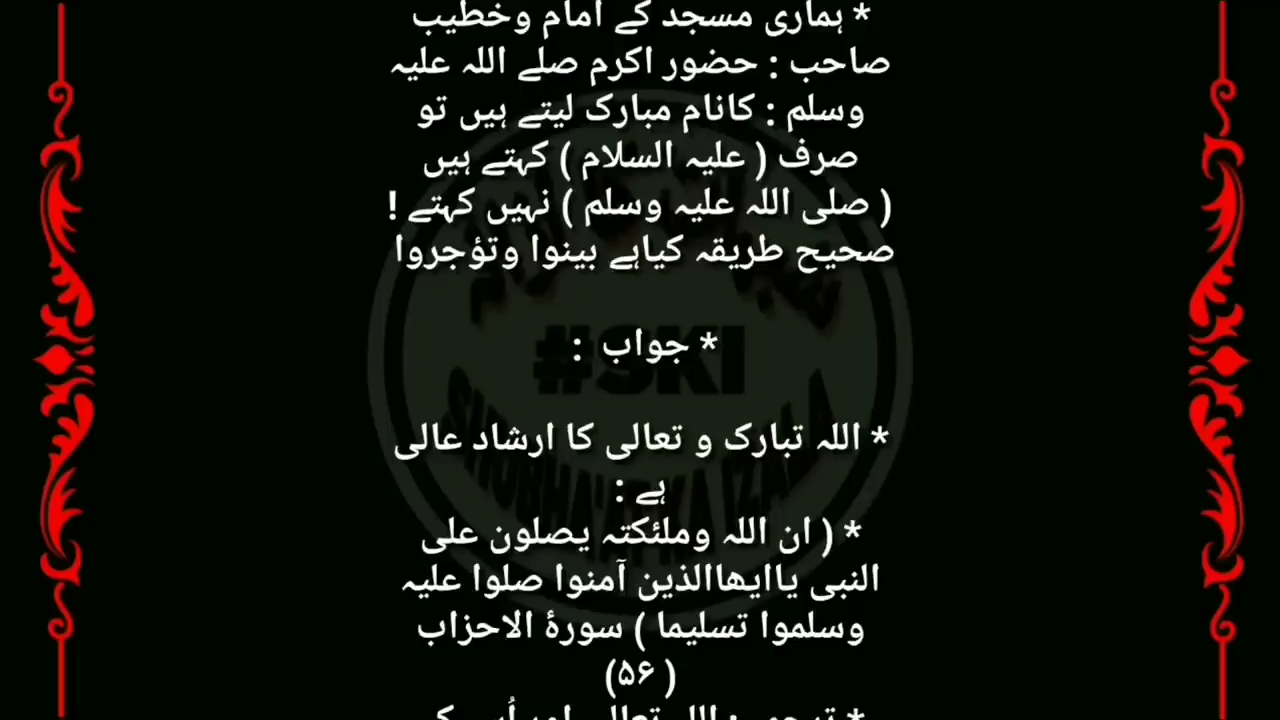 * ہماری مسجد کے امام وخطیب
صاحب : حضور اکرم صلے اللہ علیہ
وسلم : کانام مبارک لیتے ہیں تو
صرف ( علیہ السلام ) کہتے ہیں
( صلی اللہ علیہ وسلم ) نہیں کہتے !
صحیح طریقہ کیاہے بینوا وتؤجروا
* جواب :
* اللہ تبارک و تعالی کا ارشاد عالی
ہے :
* ( ان اللہ وملئکتہ یصلون علی
النبی یاایھاالذین آمنوا صلوا علیہ
وسلموا تسلیما ) سورۂ الاحزاب
( ۵۶)
#SKI